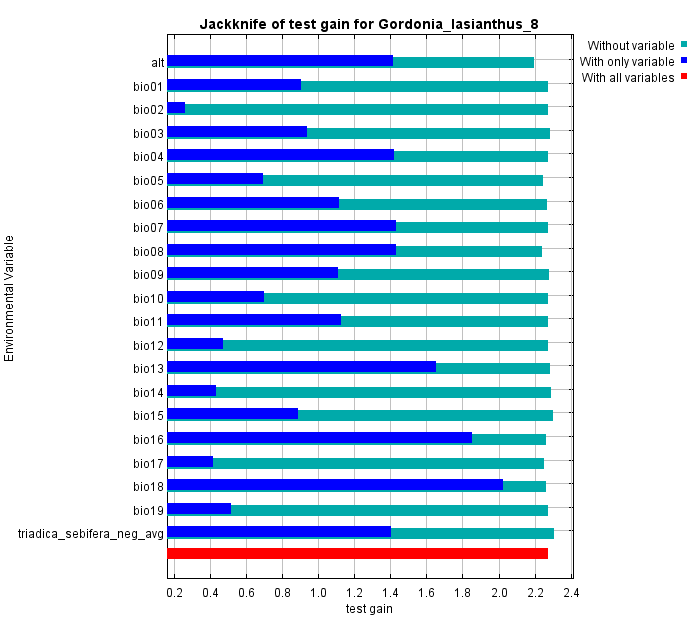 Jackknife of test gain for Gordonia_lasianthus_8
Without variable
With only variable
With all variables
Environmental Variable
alt
bio01
bio02
bio03
bio04
bio05
bio06
bio07
bio08
bio09
bio10
bio11
bio12
bio13
bio14
bio15
bio16
bio17
bio18
bio19
triadica_sebifera_neg_avg
0.2 0.4 0.6 0.8 1.0 1.2 1.4 1.6 1.8 2.0 2.2 2.4
test gain